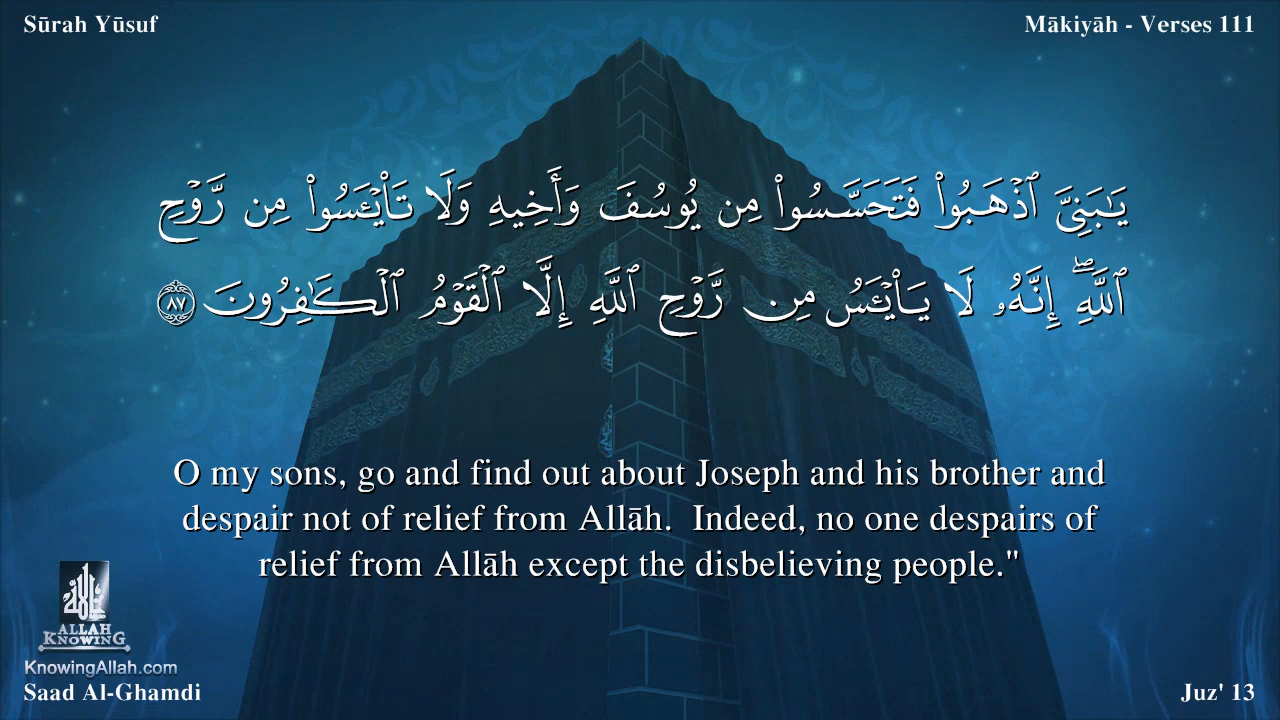 Sūrah Yūsuf
Mākiyāh - Verses 111
يَـٰبَنِىَّ ٱذْهَبُوا۟ فَتَحَسَّسُوا۟ مِن يُوسُفَ وَأَخِيهِ وَلَا تَا۟يْـَٔسُوا۟ مِن رَّوْحِ
ٱللَّهِ ۖ إِنَّهُۥ لَا يَا۟يْـَٔسُ مِن رَّوْحِ ٱللَّهِ إِلَّا ٱلْقَوْمُ ٱلْكَـٰفِرُونَ ٨٧
O my sons, go and find out about Joseph and his brother and
despair not of relief from Allāh.  Indeed, no one despairs of
relief from Allāh except the disbelieving people."
ALLAH
KNOWING
KnowingAllah.com
Saad Al-Ghamdi
Juz' 13